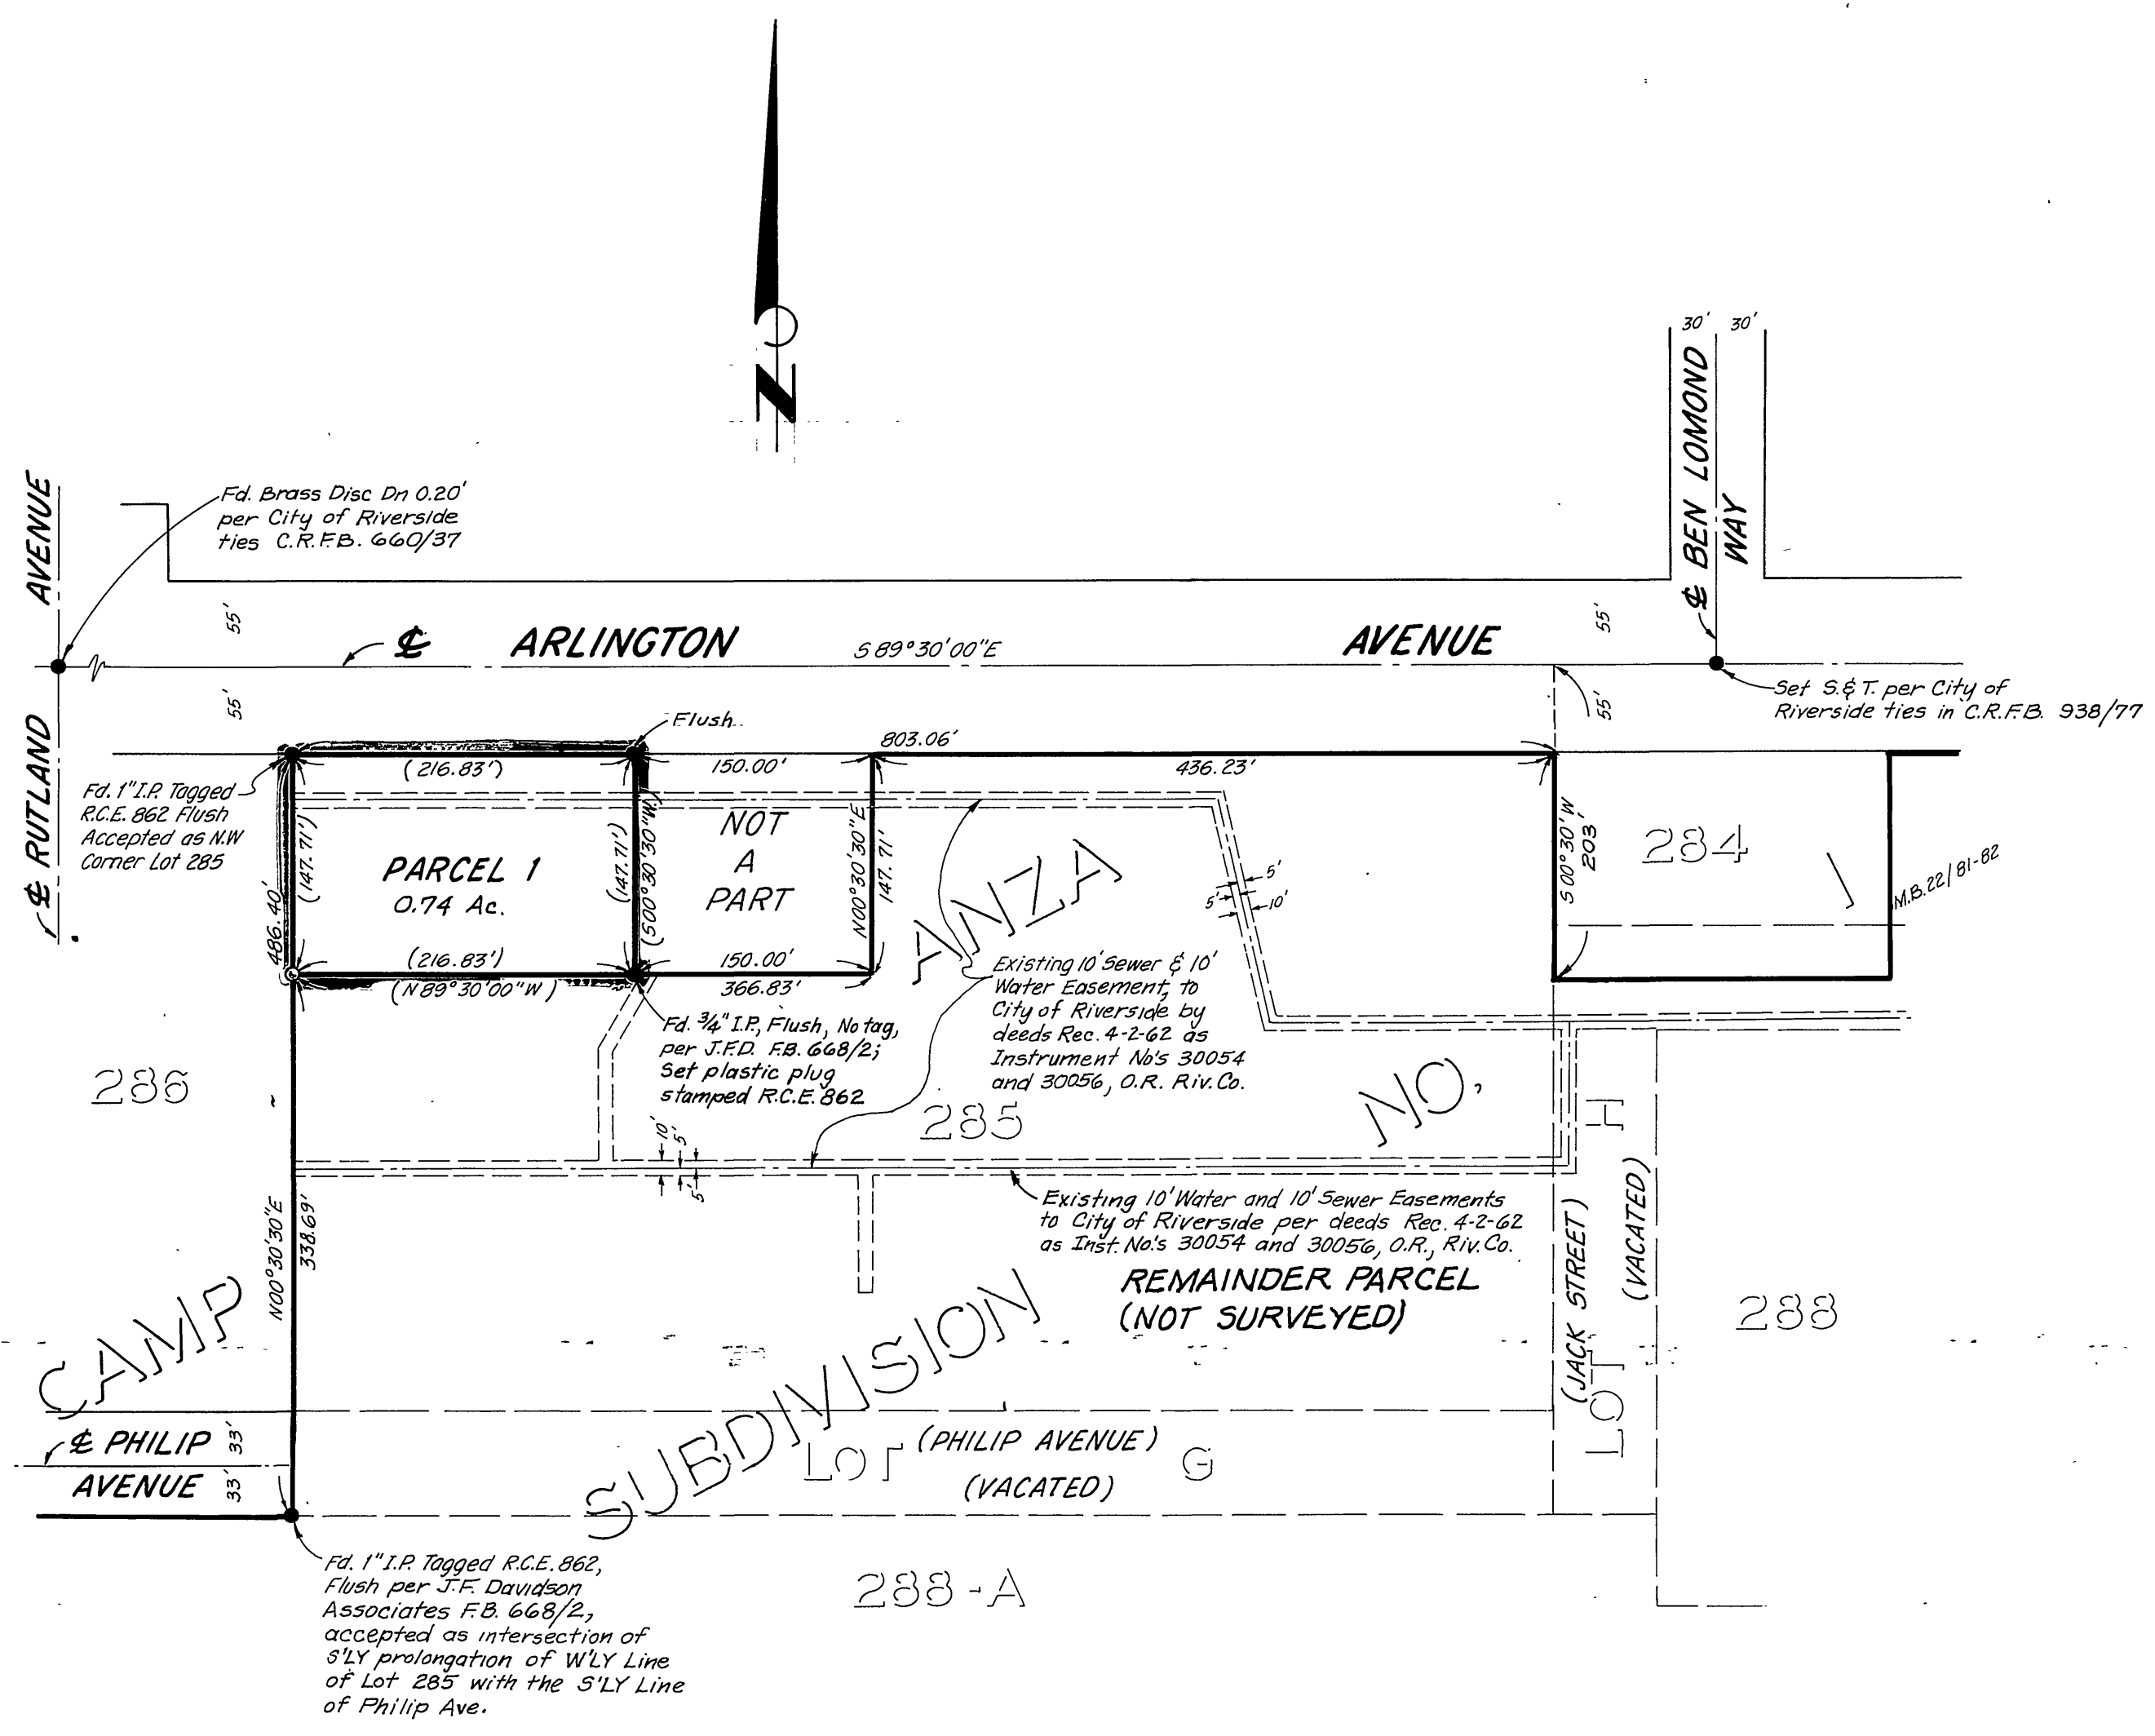 N
30' 30'
℄ BEN LOMOND
WAY
℄ RUTLAND AVENUE
Fd. Brass Disc Dn 0.20'
per City of Riverside
ties C.R.F.B. 660/37
55'
55'
℄ ARLINGTON AVENUE
S 89°30'00"E
55'
55'
Set S.&T. per City of
Riverside ties in C.R.F.B. 938/77
Flush
803.06'
(216.83')
150.00'
436.23'
Fd. 1" I.P. Tagged
R.C.E. 862 Flush
Accepted as N.W
Corner Lot 285
486.40'
(147.71')
PARCEL 1
0.74 Ac.
(147.71')
(S00°30'30"W)
NOT
A
PART
N00°30'30"E
147.71'
5'
5'
10'
S 00°30'30"W
203'
284
M.B. 22/81-82
(216.83')
(N89°30'00"W)
150.00'
366.83'
Fd. 3/4" I.P., Flush, No tag,
per J.F.D. F.B. 668/2;
Set plastic plug
stamped R.C.E. 862
Existing 10' Sewer & 10'
Water Easement, to
City of Riverside by
deeds Rec. 4-2-62 as
Instrument No's 30054
and 30056, O.R. Riv. Co.
286
285
10'
5'
5'
Existing 10' Water and 10' Sewer Easements
to City of Riverside per deeds Rec. 4-2-62
as Inst. No.'s 30054 and 30056, O.R., Riv. Co.
REMAINDER PARCEL
(NOT SURVEYED)
N00°30'30"E
338.69'
CAMP ANZA
SUBDIVISION NO. 1
(JACK STREET)
(VACATED)
LOT H
288
℄ PHILIP
AVENUE
33'
33'
LOT G
(PHILIP AVENUE)
(VACATED)
288-A
Fd. 1" I.P. Tagged R.C.E. 862,
Flush per J.F. Davidson
Associates F.B. 668/2,
accepted as intersection of
S'LY prolongation of W'LY Line
of Lot 285 with the S'LY Line
of Philip Ave.